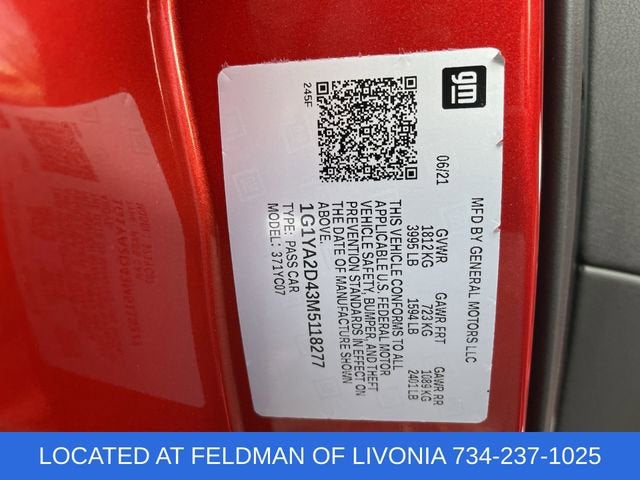 gm
MFD BY GENERAL MOTORS LLC
06/21
GVWR GAWR FRT GAWR RR
1812 KG 723 KG 1089 KG
3995 LB 1594 LB 2401 LB
THIS VEHICLE CONFORMS TO ALL
APPLICABLE U.S. FEDERAL MOTOR
VEHICLE SAFETY, BUMPER, AND THEFT
PREVENTION STANDARDS IN EFFECT ON
THE DATE OF MANUFACTURE SHOWN
ABOVE.
1G1YA2D43M5118277
TYPE: PASS CAR
MODEL: 371YC07
245F
LOCATED AT FELDMAN OF LIVONIA 734-237-1025